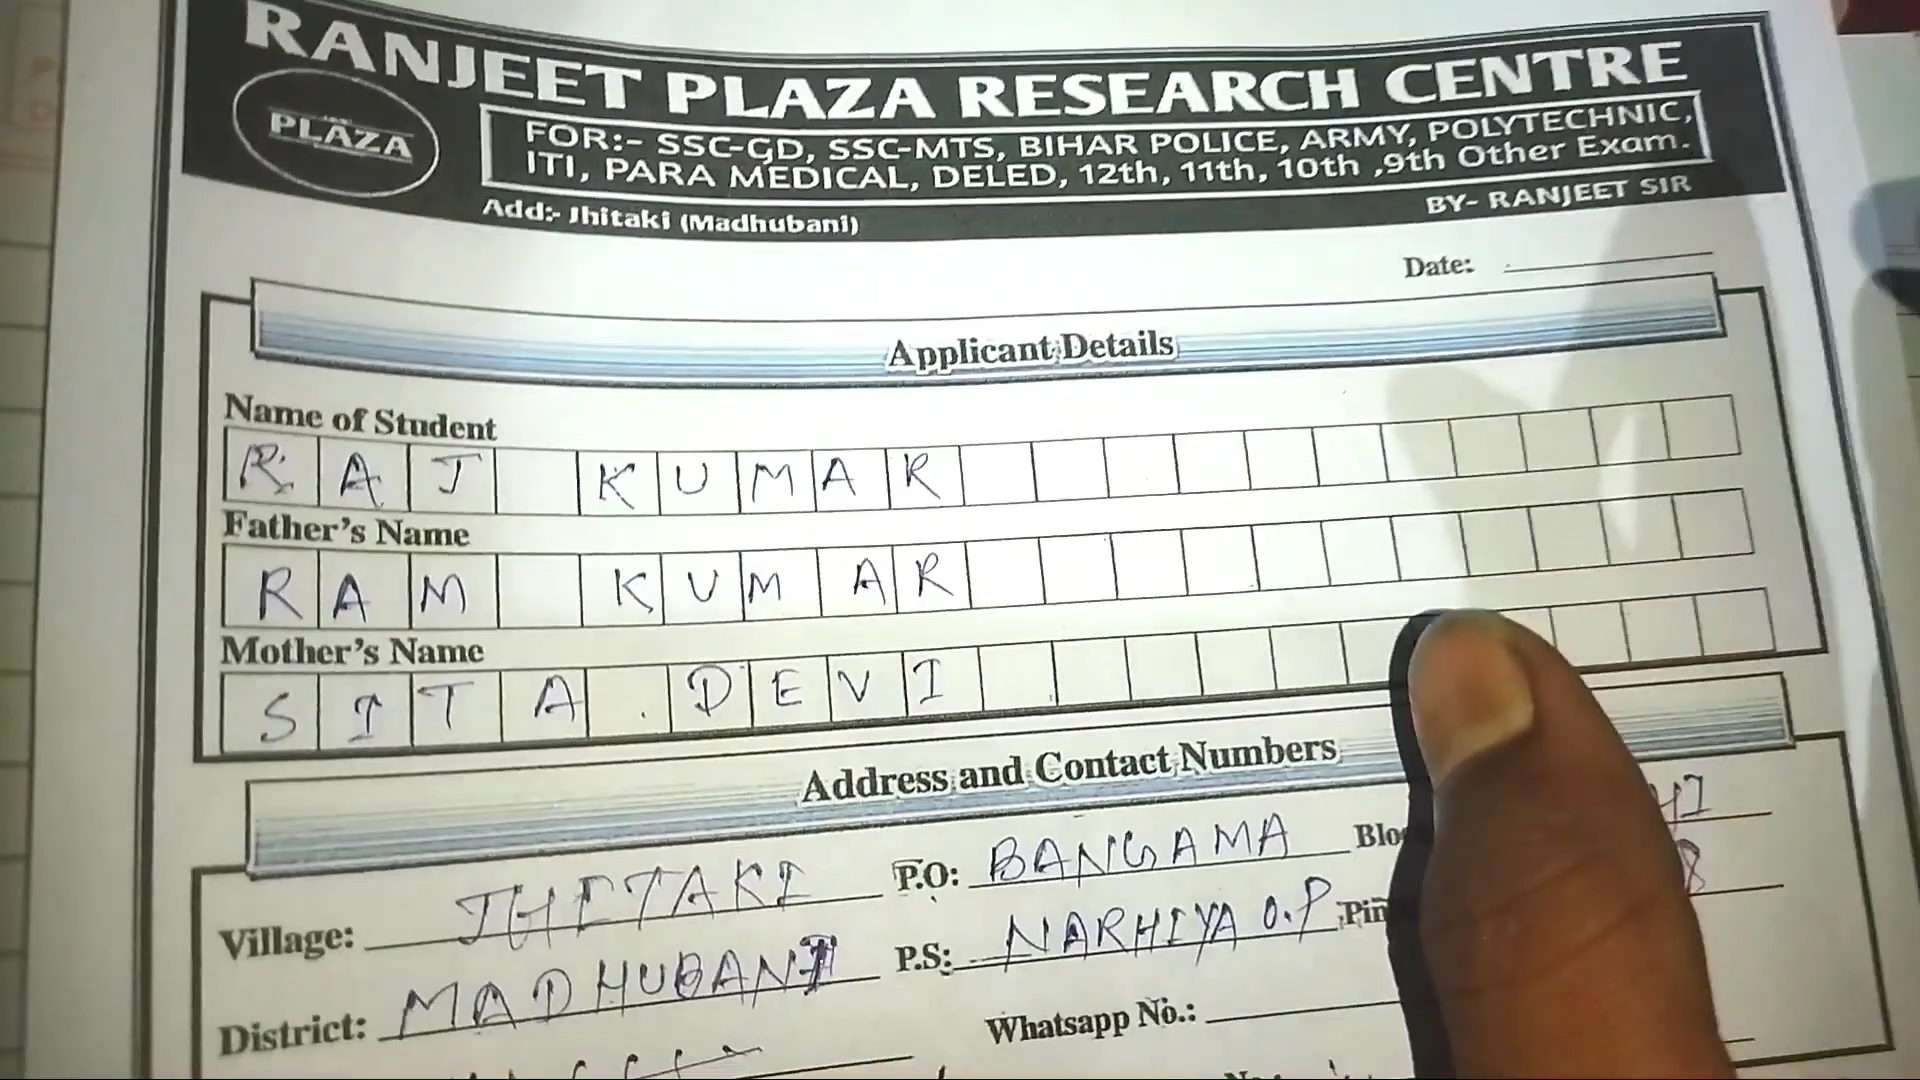 RANJEET PLAZA RESEARCH CENTRE
PLAZA
FOR:- SSC-GD, SSC-MTS, BIHAR POLICE, ARMY, POLYTECHNIC,
ITI, PARA MEDICAL, DELED, 12th, 11th, 10th ,9th Other Exam.
Add:- Jhitaki (Madhubani)
BY- RANJEET SIR
Date:
Applicant Details
Name of Student
RAJ KUMAR
Father's Name
RAM KUMAR
Mother's Name
SITA DEVI
Address and Contact Numbers
Village: JHITAKI P.O: BANGAMA
District: MADHUBANI P.S: NARHIYA O.P Pin
Whatsapp No.: